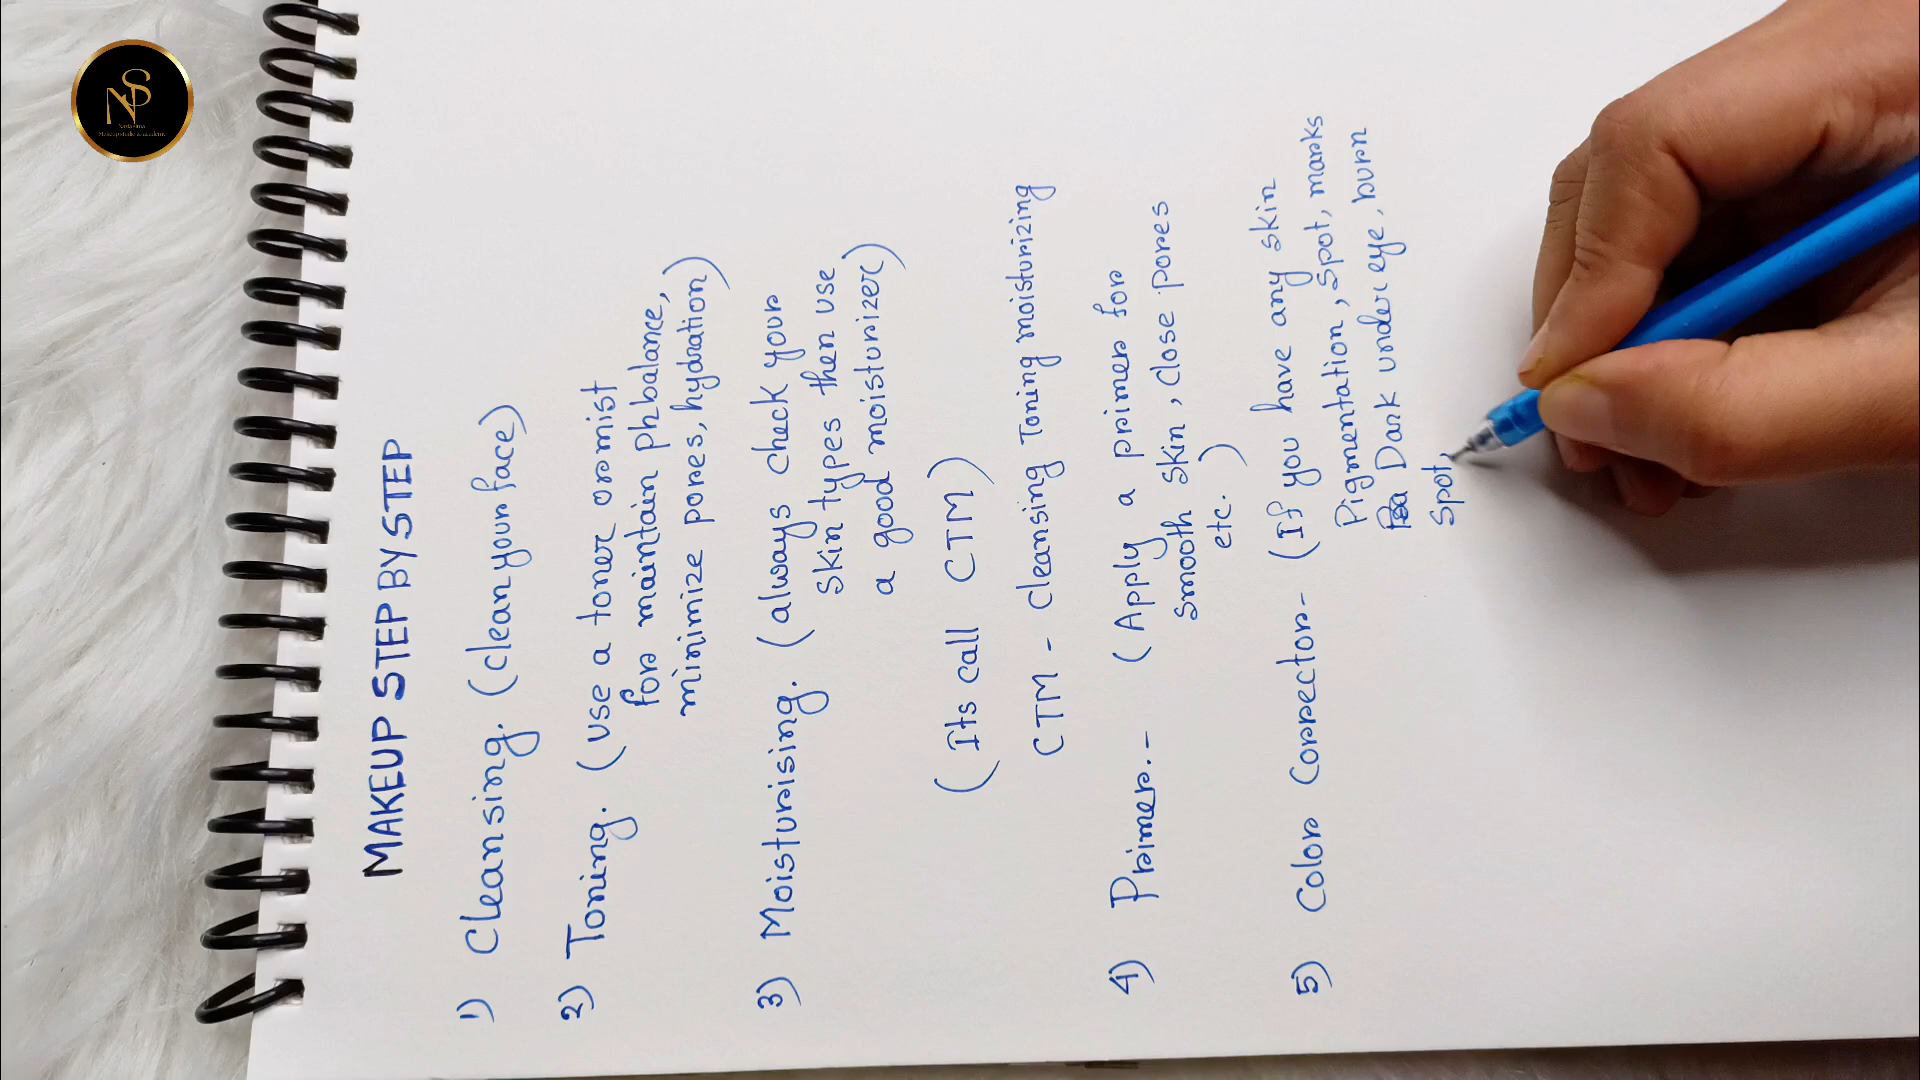 MAKEUP STEP BY STEP
1) Cleansing. (clean your face)
2) Toning. (use a toner or mist
for maintain phbalance,
minimize pores, hydration)
3) Moisturising. (always check your
skin types then use
a good moisturizer)
(Its call CTM)
CTM - cleansing Toning moisturizing
4) Primer.- (Apply a primer for
smooth skin, close pores
etc.)
5) Color Corrector- (If you have any skin
Pigmentation, spot, marks
Dark under eye, burn
spot,
NS